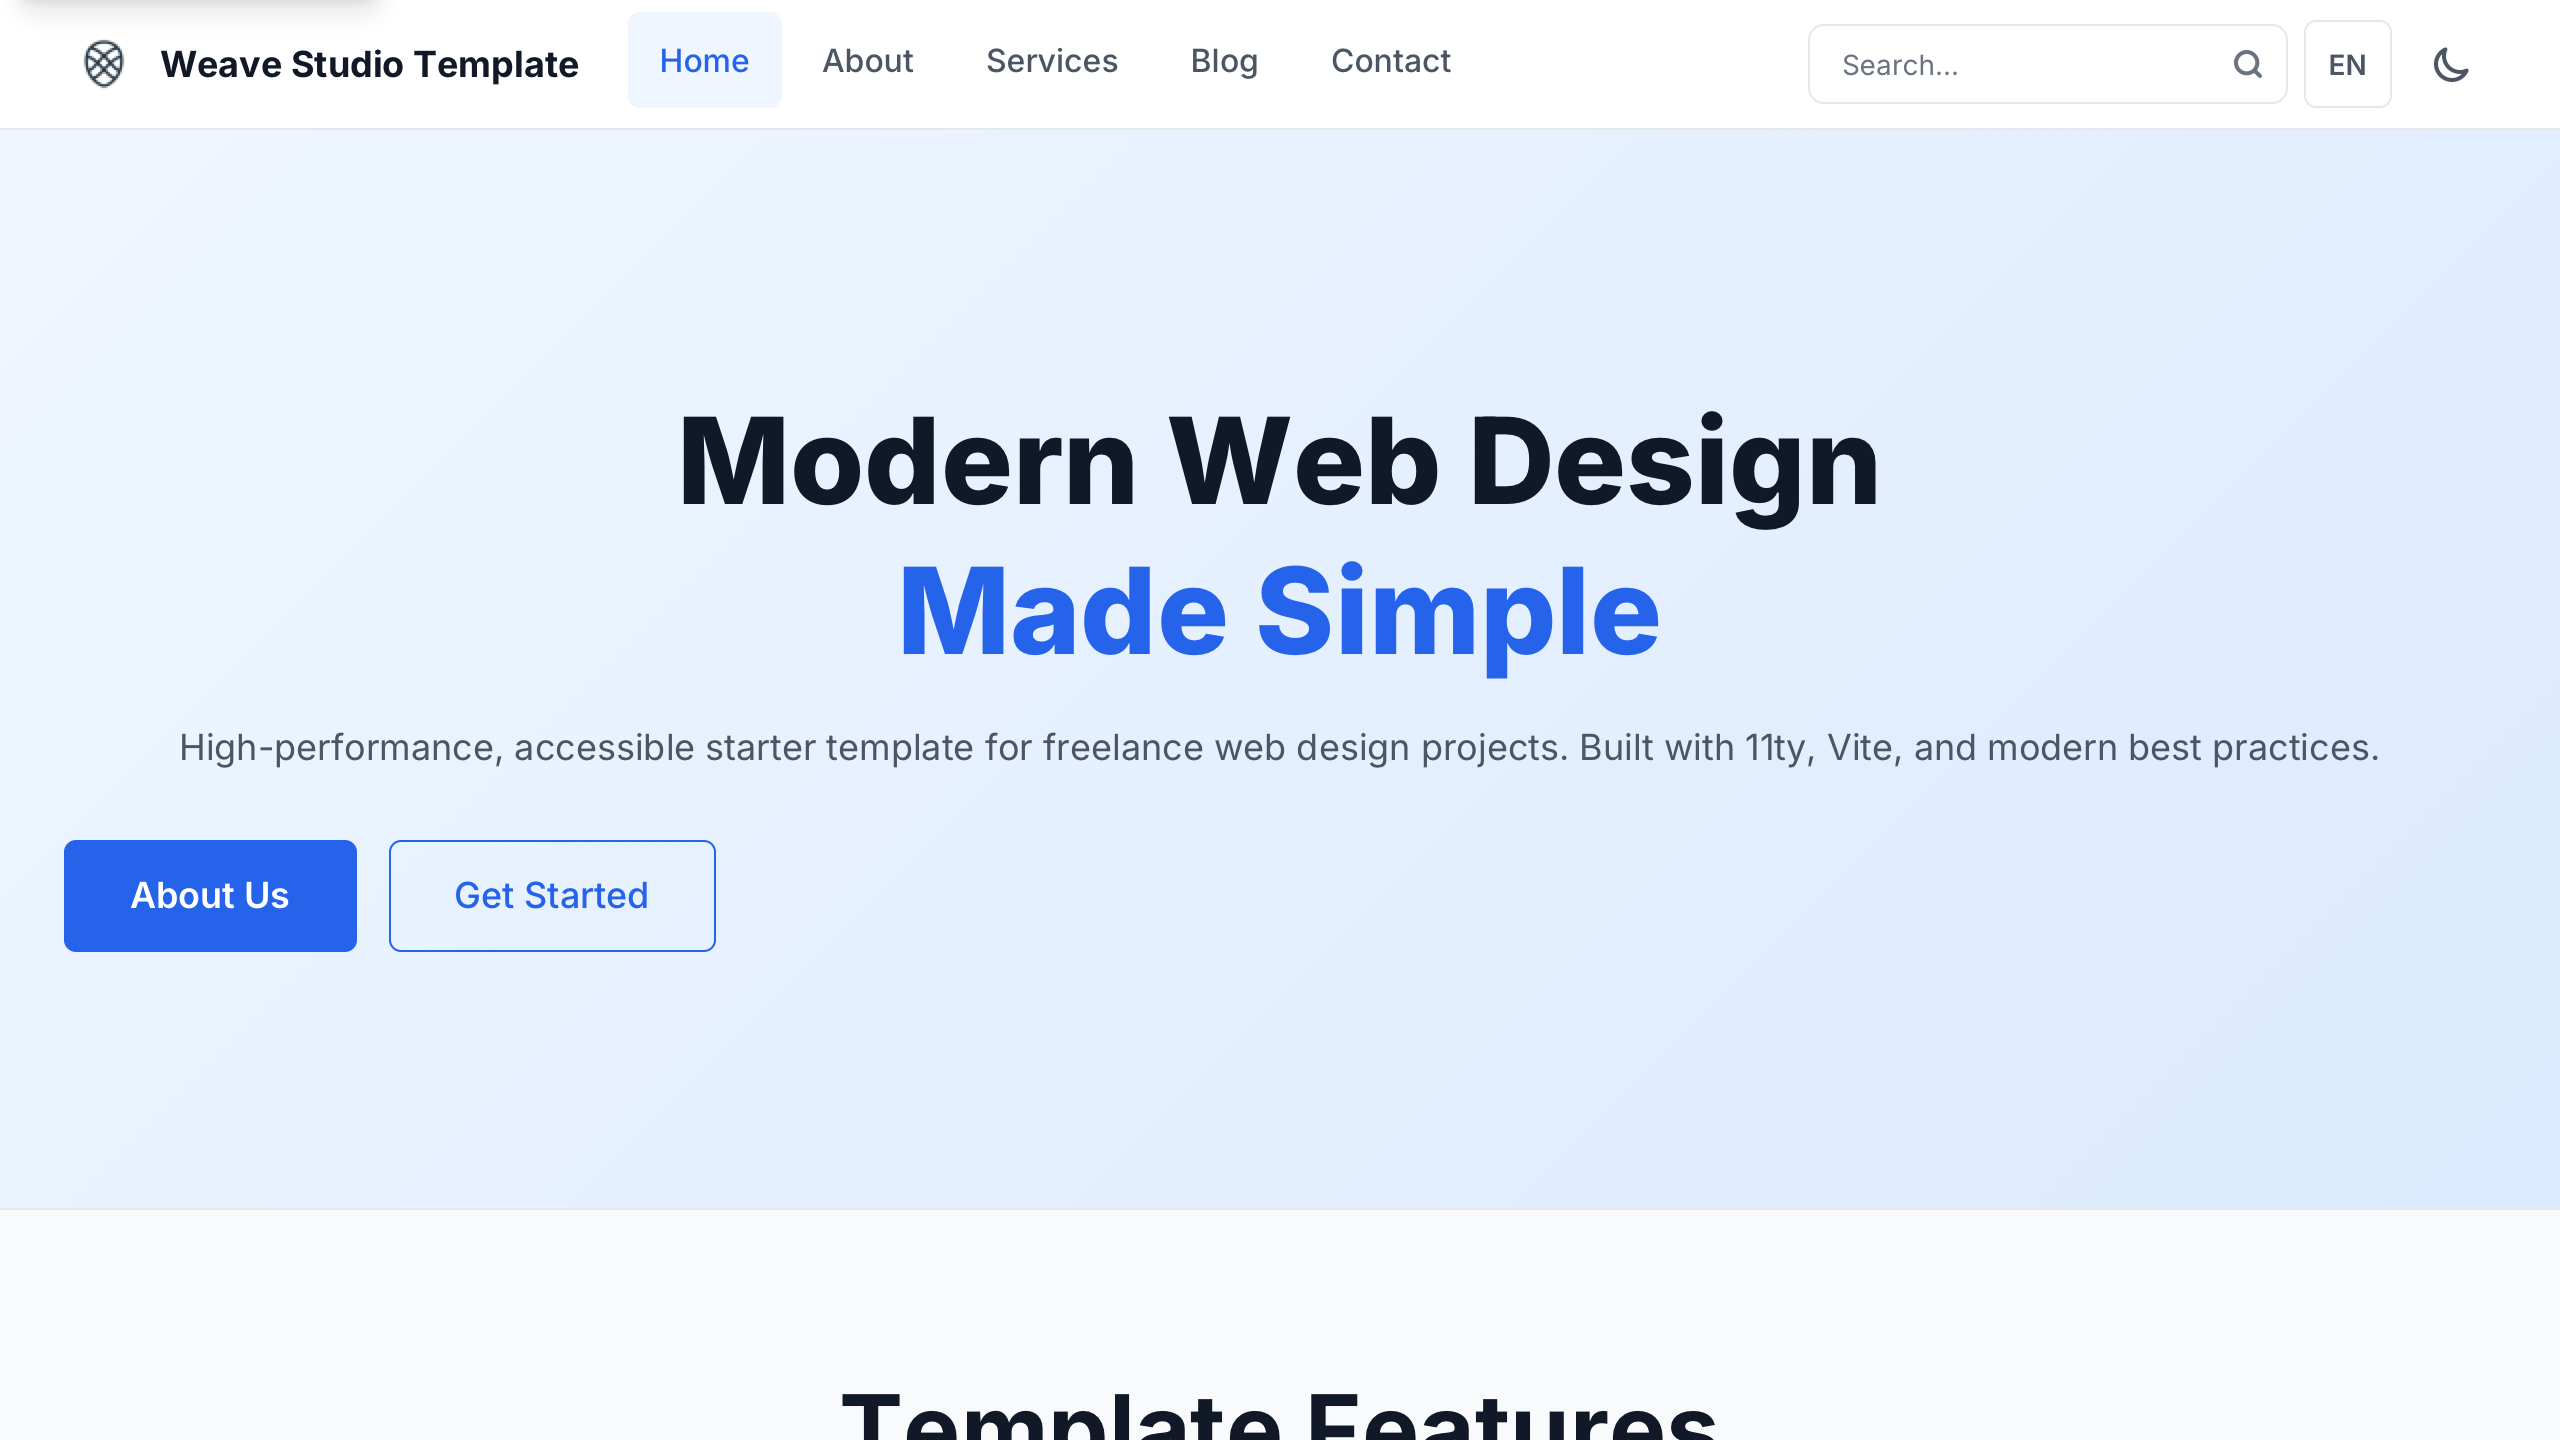 Weave Studio Template
Home
About
Services
Blog
Contact
Search...
EN
Modern Web Design
Made Simple
High-performance, accessible starter template for freelance web design projects. Built with 11ty, Vite, and modern best practices.
About Us
Get Started
Template Features